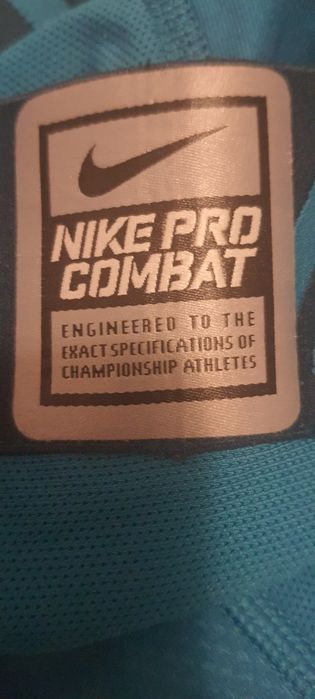 NIKE PRO
COMBAT
ENGINEERED TO THE
EXACT SPECIFICATIONS OF
CHAMPIONSHIP ATHLETES